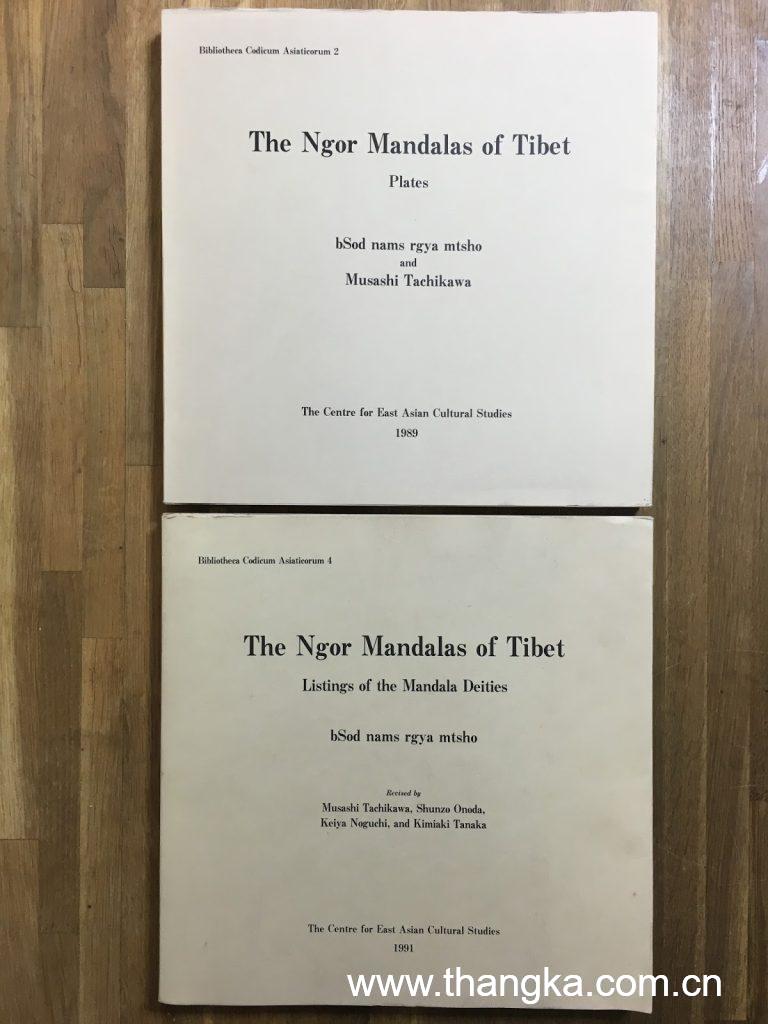 Bibliotheca Codicum Asiaticorum 2
The Ngor Mandalas of Tibet
Plates
bSod nams rgya mtsho
and
Musashi Tachikawa
The Centre for East Asian Cultural Studies
1989
Bibliotheca Codicum Asiaticorum 4
The Ngor Mandalas of Tibet
Listings of the Mandala Deities
bSod nams rgya mtsho
Revised by
Musashi Tachikawa, Shunzo Onoda,
Keiya Noguchi, and Kimiaki Tanaka
The Centre for East Asian Cultural Studies
1991
www.thangka.com.cn